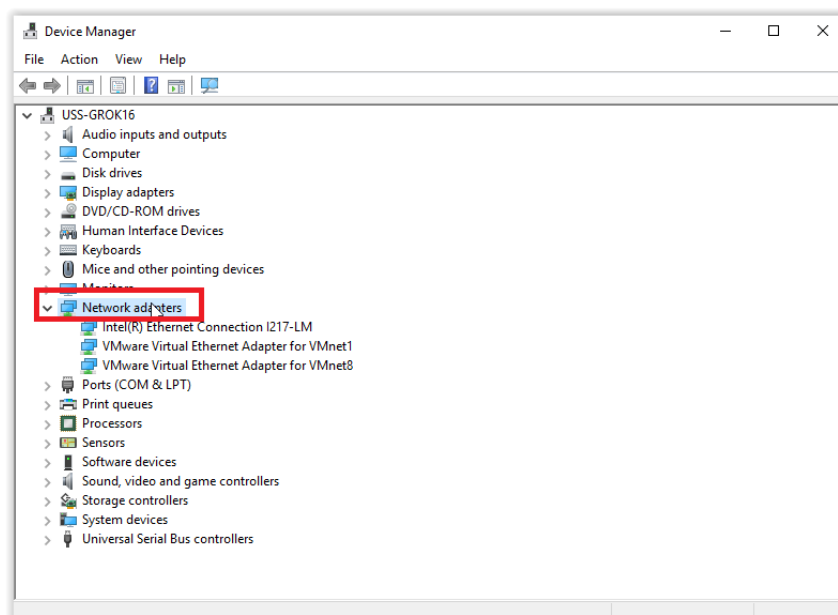 Device Manager
File Action View Help
USS-GROK16
Audio inputs and outputs
Computer
Disk drives
Display adapters
DVD/CD-ROM drives
Human Interface Devices
Keyboards
Mice and other pointing devices
Monitors
Network adapters
Intel(R) Ethernet Connection I217-LM
VMware Virtual Ethernet Adapter for VMnet1
VMware Virtual Ethernet Adapter for VMnet8
Ports (COM & LPT)
Print queues
Processors
Sensors
Software devices
Sound, video and game controllers
Storage controllers
System devices
Universal Serial Bus controllers